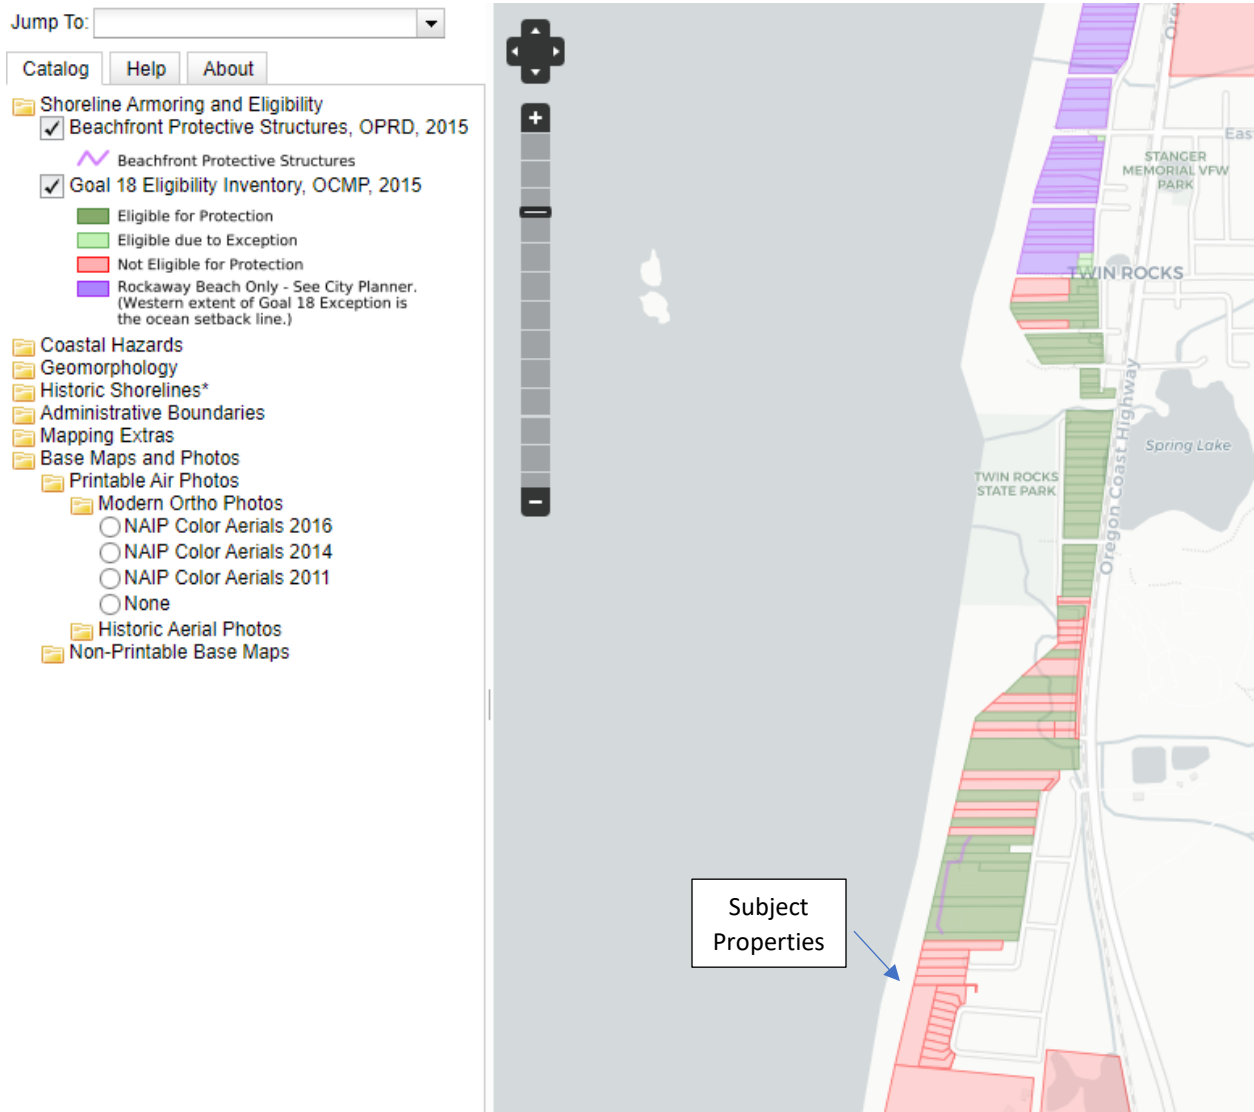 Jump To:
Catalog
Help
About
Shoreline Armoring and Eligibility
Beachfront Protective Structures, OPRD, 2015
Beachfront Protective Structures
Goal 18 Eligibility Inventory, OCMP, 2015
Eligible for Protection
Eligible due to Exception
Not Eligible for Protection
Rockaway Beach Only - See City Planner.
(Western extent of Goal 18 Exception is
the ocean setback line.)
Coastal Hazards
Geomorphology
Historic Shorelines*
Administrative Boundaries
Mapping Extras
Base Maps and Photos
Printable Air Photos
Modern Ortho Photos
NAIP Color Aerials 2016
NAIP Color Aerials 2014
NAIP Color Aerials 2011
None
Historic Aerial Photos
Non-Printable Base Maps
+
−
Ore
East
STANGER
MEMORIAL VFW
PARK
TWIN ROCKS
Oregon Coast Highway
Spring Lake
TWIN ROCKS
STATE PARK
Subject
Properties